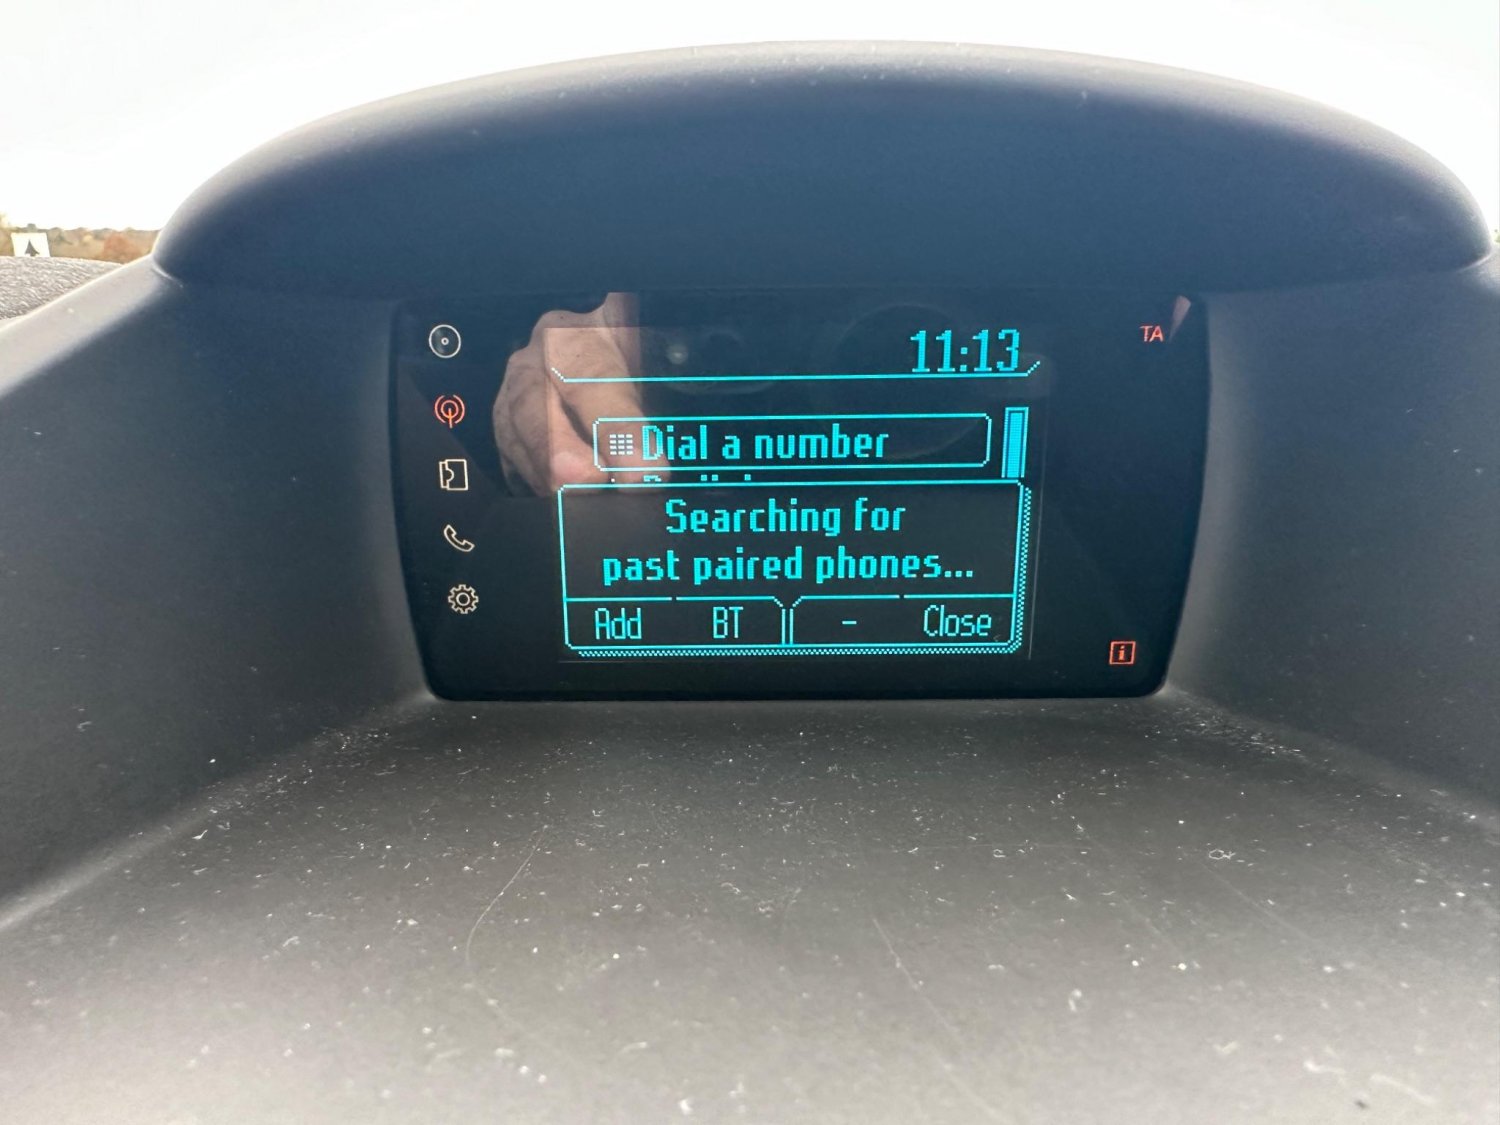 11:13
TA
Dial a number
Searching for
past paired phones...
Add BT - Close
i